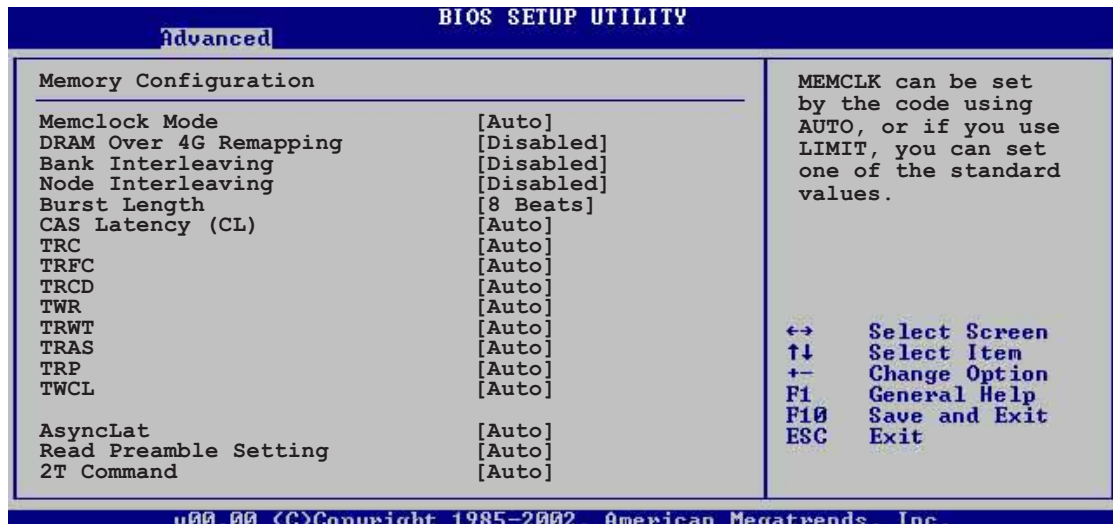 BIOS SETUP UTILITY
Advanced
Memory Configuration
Memclock Mode [Auto]
DRAM Over 4G Remapping [Disabled]
Bank Interleaving [Disabled]
Node Interleaving [Disabled]
Burst Length [8 Beats]
CAS Latency (CL) [Auto]
TRC [Auto]
TRFC [Auto]
TRCD [Auto]
TWR [Auto]
TRWT [Auto]
TRAS [Auto]
TRP [Auto]
TWCL [Auto]
AsyncLat [Auto]
Read Preamble Setting [Auto]
2T Command [Auto]
MEMCLK can be set
by the code using
AUTO, or if you use
LIMIT, you can set
one of the standard
values.
←→ Select Screen
↑↓ Select Item
+- Change Option
F1 General Help
F10 Save and Exit
ESC Exit
v00.00 (C)Copyright 1985-2002, American Megatrends, Inc.